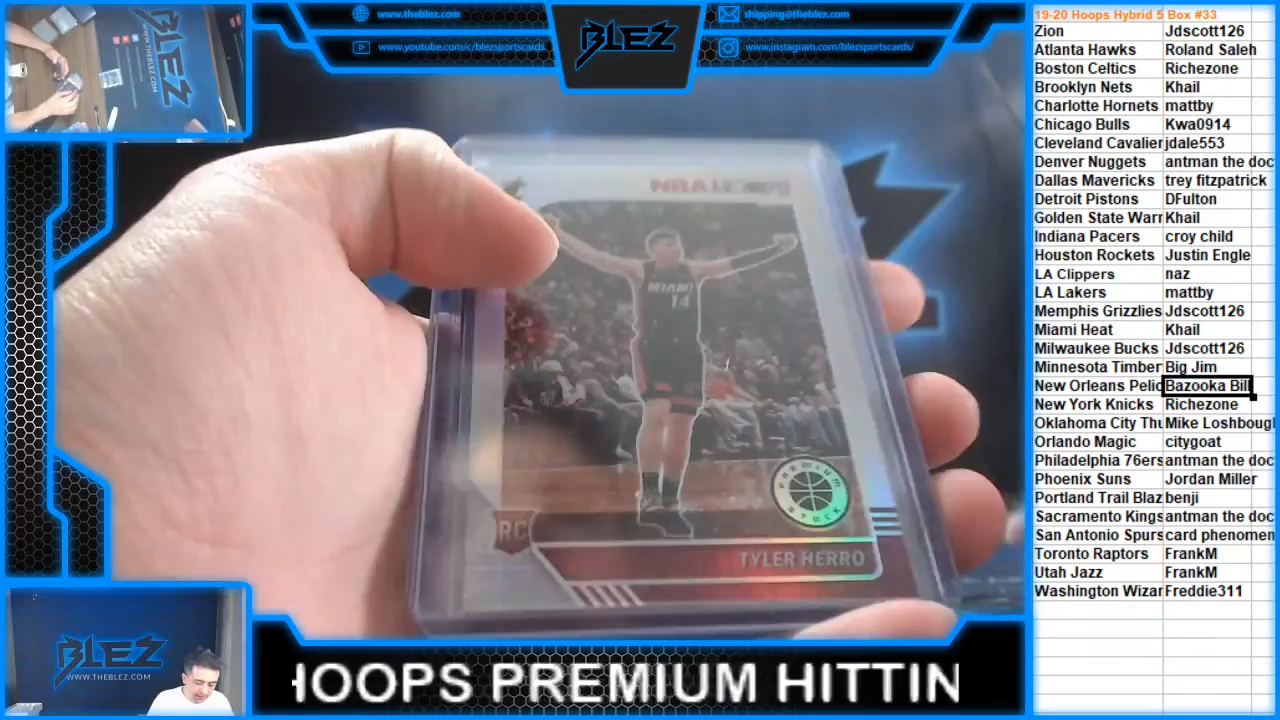 www.theblez.com
shipping@theblez.com
www.youtube.com/c/blezsportscards
www.instagram.com/blezsportscards/
BLEZ
WWW.THEBLEZ.COM
NBA HOOPS
MIAMI
14
PREMIUM STOCK
RC
TYLER HERRO
BLEZ
WWW.THEBLEZ.COM
HOOPS PREMIUM HITTIN
19-20 Hoops Hybrid 5 Box #33
Zion Jdscott126
Atlanta Hawks Roland Saleh
Boston Celtics Richezone
Brooklyn Nets Khail
Charlotte Hornets mattby
Chicago Bulls Kwa0914
Cleveland Cavalier jdale553
Denver Nuggets antman the doc
Dallas Mavericks trey fitzpatrick
Detroit Pistons DFulton
Golden State Warr Khail
Indiana Pacers croy child
Houston Rockets Justin Engle
LA Clippers naz
LA Lakers mattby
Memphis Grizzlies Jdscott126
Miami Heat Khail
Milwaukee Bucks Jdscott126
Minnesota Timber Big Jim
New Orleans Pelic Bazooka Bill
New York Knicks Richezone
Oklahoma City Thu Mike Loshboug
Orlando Magic citygoat
Philadelphia 76ers antman the doc
Phoenix Suns Jordan Miller
Portland Trail Blaz benji
Sacramento Kings antman the doc
San Antonio Spurs card phenomen
Toronto Raptors FrankM
Utah Jazz FrankM
Washington Wizar Freddie311